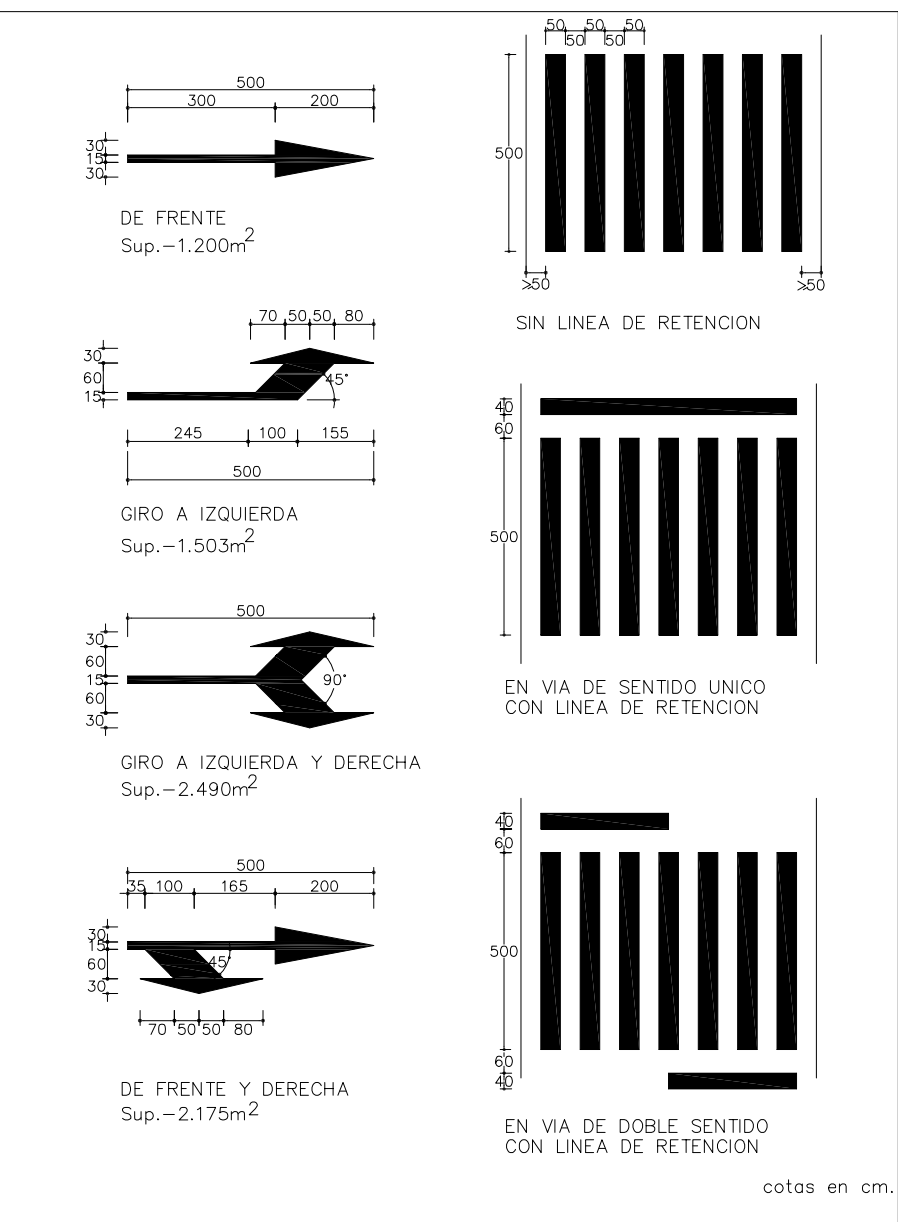 500
300 200
30
15
30
DE FRENTE
Sup.-1.200m2
70 50 50 80
30
60
15
45°
245 100 155
500
GIRO A IZQUIERDA
Sup.-1.503m2
500
30
60
15
60
30
90°
GIRO A IZQUIERDA Y DERECHA
Sup.-2.490m2
500
35 100 165 200
30
15
60
30
45°
70 50 50 80
DE FRENTE Y DERECHA
Sup.-2.175m2
50 50 50
50 50
500
≥50 ≥50
SIN LINEA DE RETENCION
40
60
500
EN VIA DE SENTIDO UNICO
CON LINEA DE RETENCION
40
60
500
60
40
EN VIA DE DOBLE SENTIDO
CON LINEA DE RETENCION
cotas en cm.